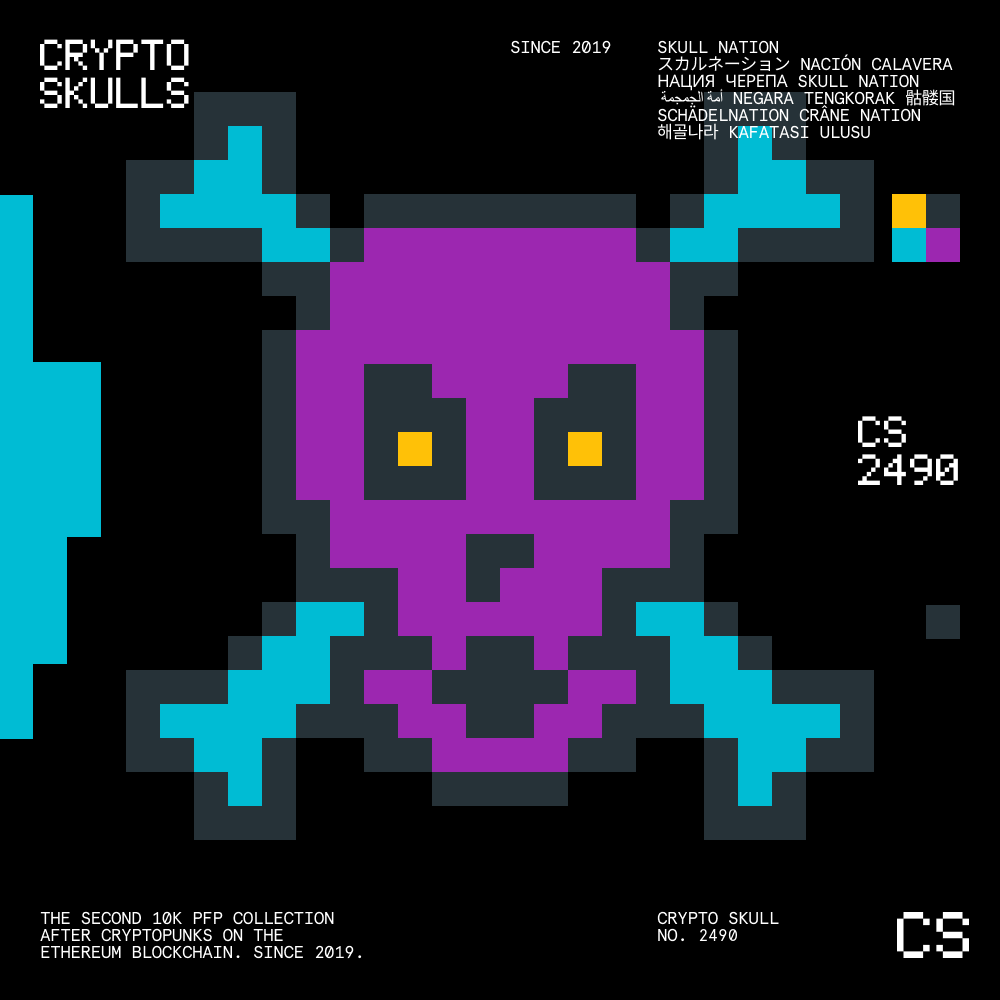 CRYPTO
SKULLS
SINCE 2019
SKULL NATION
スカルネーション NACIÓN CALAVERA
НАЦИЯ ЧЕРЕПА SKULL NATION
أمة الجمجمة NEGARA TENGKORAK 骷髅国
SCHÄDELNATION CRÂNE NATION
해골나라 KAFATASI ULUSU
CS
2490
THE SECOND 10K PFP COLLECTION
AFTER CRYPTOPUNKS ON THE
ETHEREUM BLOCKCHAIN. SINCE 2019.
CRYPTO SKULL
NO. 2490
CS